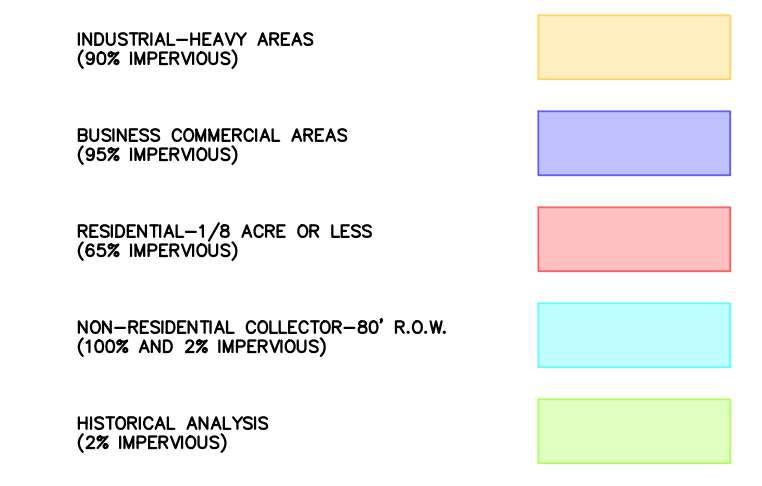 INDUSTRIAL-HEAVY AREAS
(90% IMPERVIOUS)
BUSINESS COMMERCIAL AREAS
(95% IMPERVIOUS)
RESIDENTIAL-1/8 ACRE OR LESS
(65% IMPERVIOUS)
NON-RESIDENTIAL COLLECTOR-80' R.O.W.
(100% AND 2% IMPERVIOUS)
HISTORICAL ANALYSIS
(2% IMPERVIOUS)